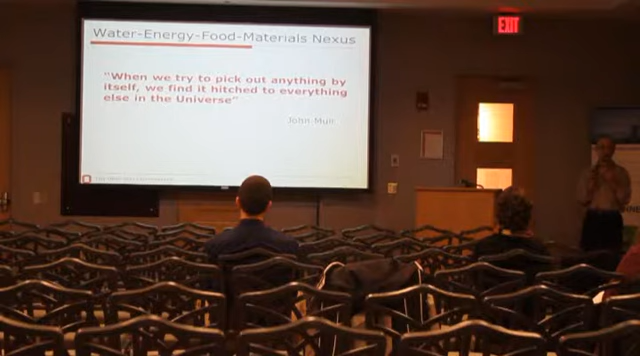 Water-Energy-Food-Materials Nexus
EXIT
"When we try to pick out anything by
itself, we find it hitched to everything
else in the Universe"
John Muir